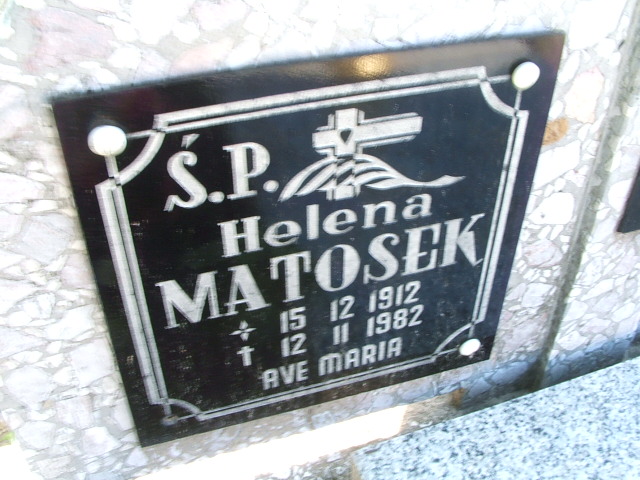 Ś.P.
Helena
MATOSEK
15 12 1912
† 12 11 1982
AVE MARIA